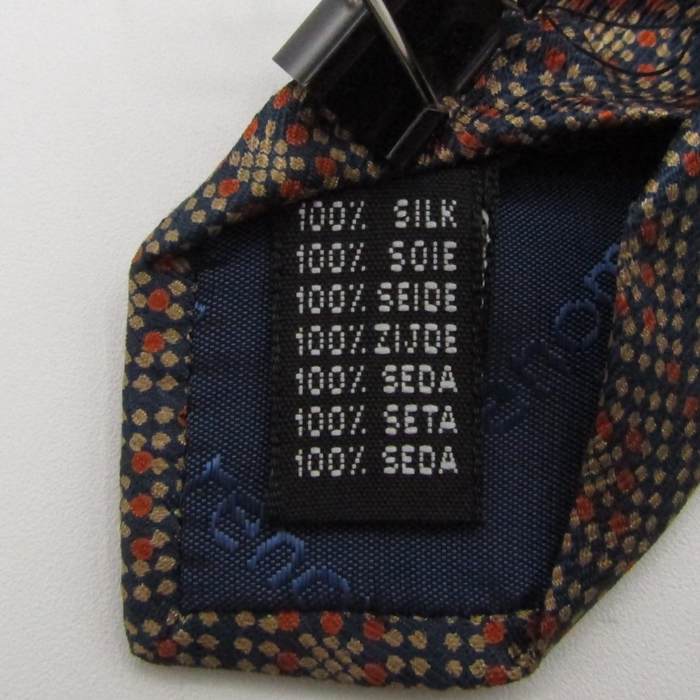 100% SILK
100% SOIE
100% SEIDE
100% ZIJDE
100% SEDA
100% SETA
100% SEDA